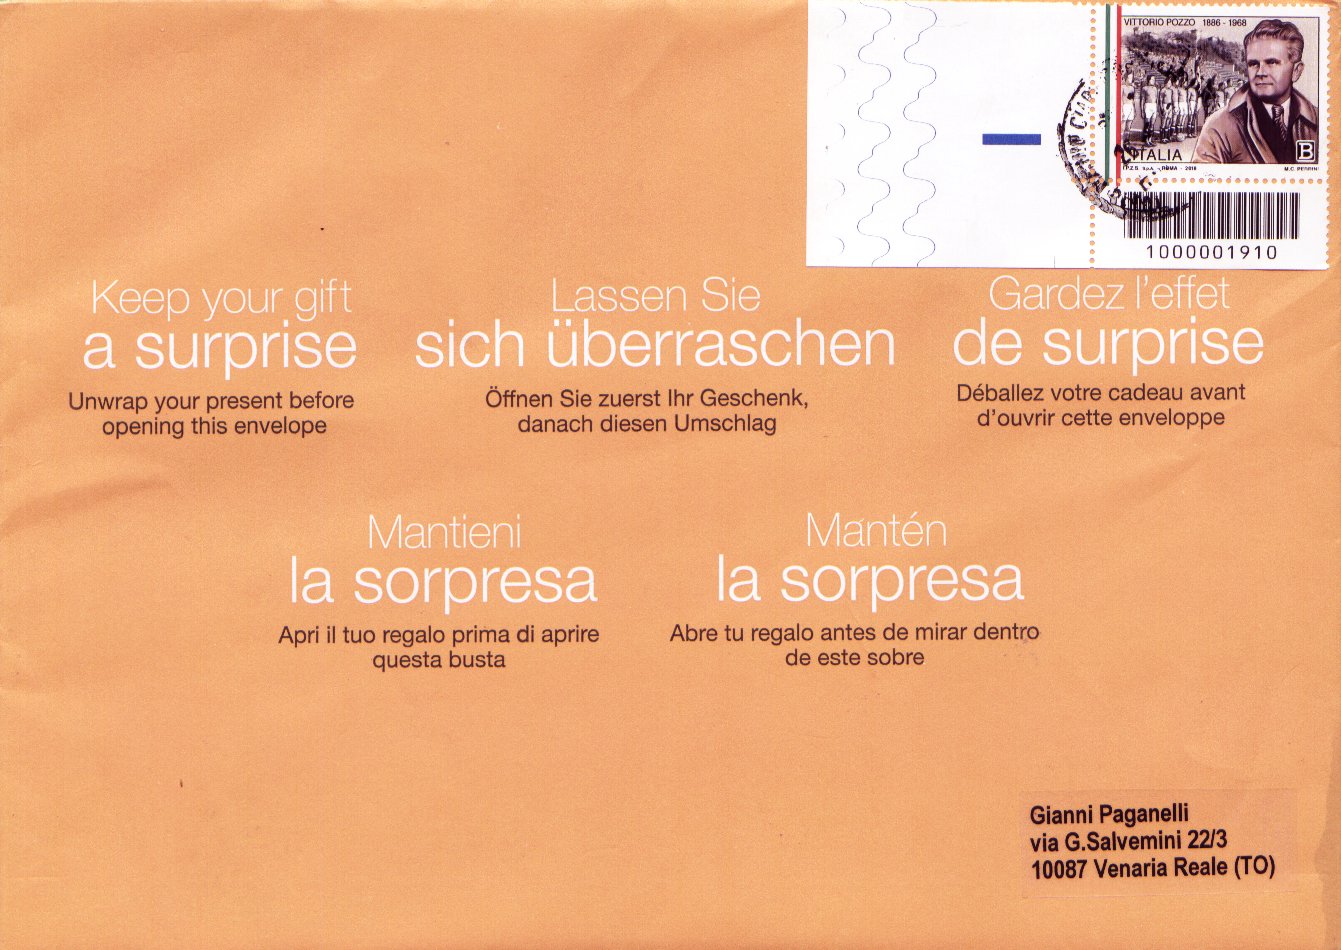 VITTORIO POZZO 1886 - 1968
ITALIA
B
I.P.Z.S. S.p.A. - ROMA - 2018
M.C. PERRINI
1000001910
Keep your gift
a surprise
Unwrap your present before
opening this envelope
Lassen Sie
sich überraschen
Öffnen Sie zuerst Ihr Geschenk,
danach diesen Umschlag
Gardez l'effet
de surprise
Déballez votre cadeau avant
d'ouvrir cette enveloppe
Mantieni
la sorpresa
Apri il tuo regalo prima di aprire
questa busta
Mantén
la sorpresa
Abre tu regalo antes de mirar dentro
de este sobre
Gianni Paganelli
via G.Salvemini 22/3
10087 Venaria Reale (TO)